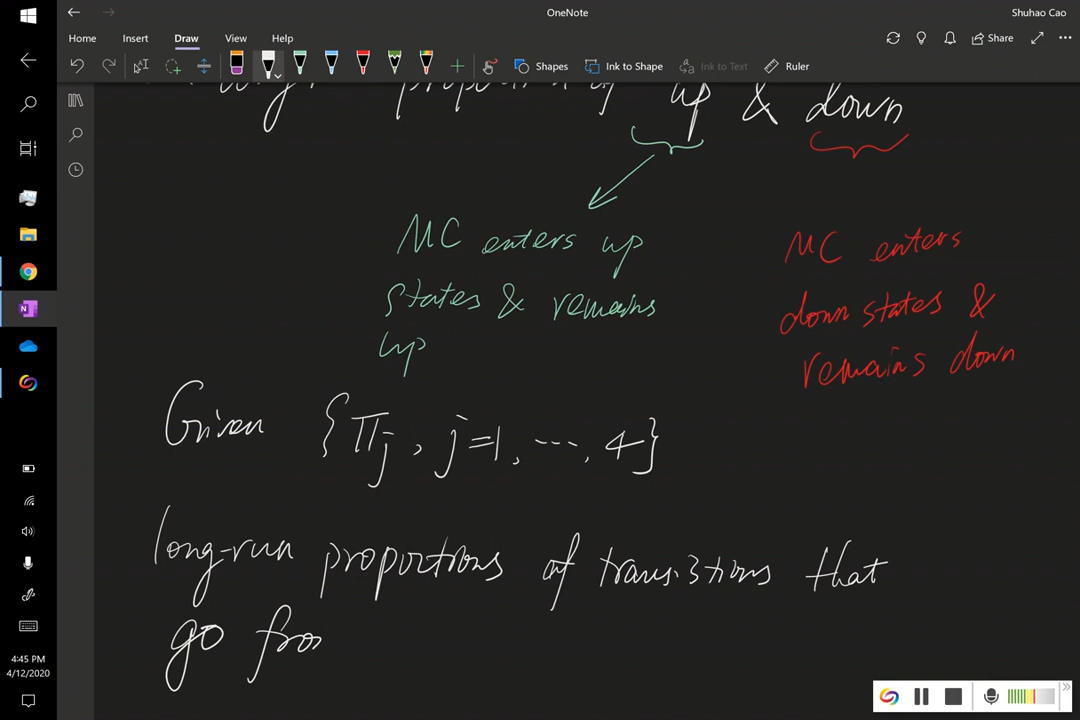 OneNote
Shuhao Cao
Home Insert Draw View Help
Share
Shapes Ink to Shape Ink to Text Ruler
up & down
MC enters up
states & remains
up
MC enters
down states &
remains down
Given {πj, j=1, ..., 4}
long-run proportions of transitions that
go from
4:45 PM
4/12/2020